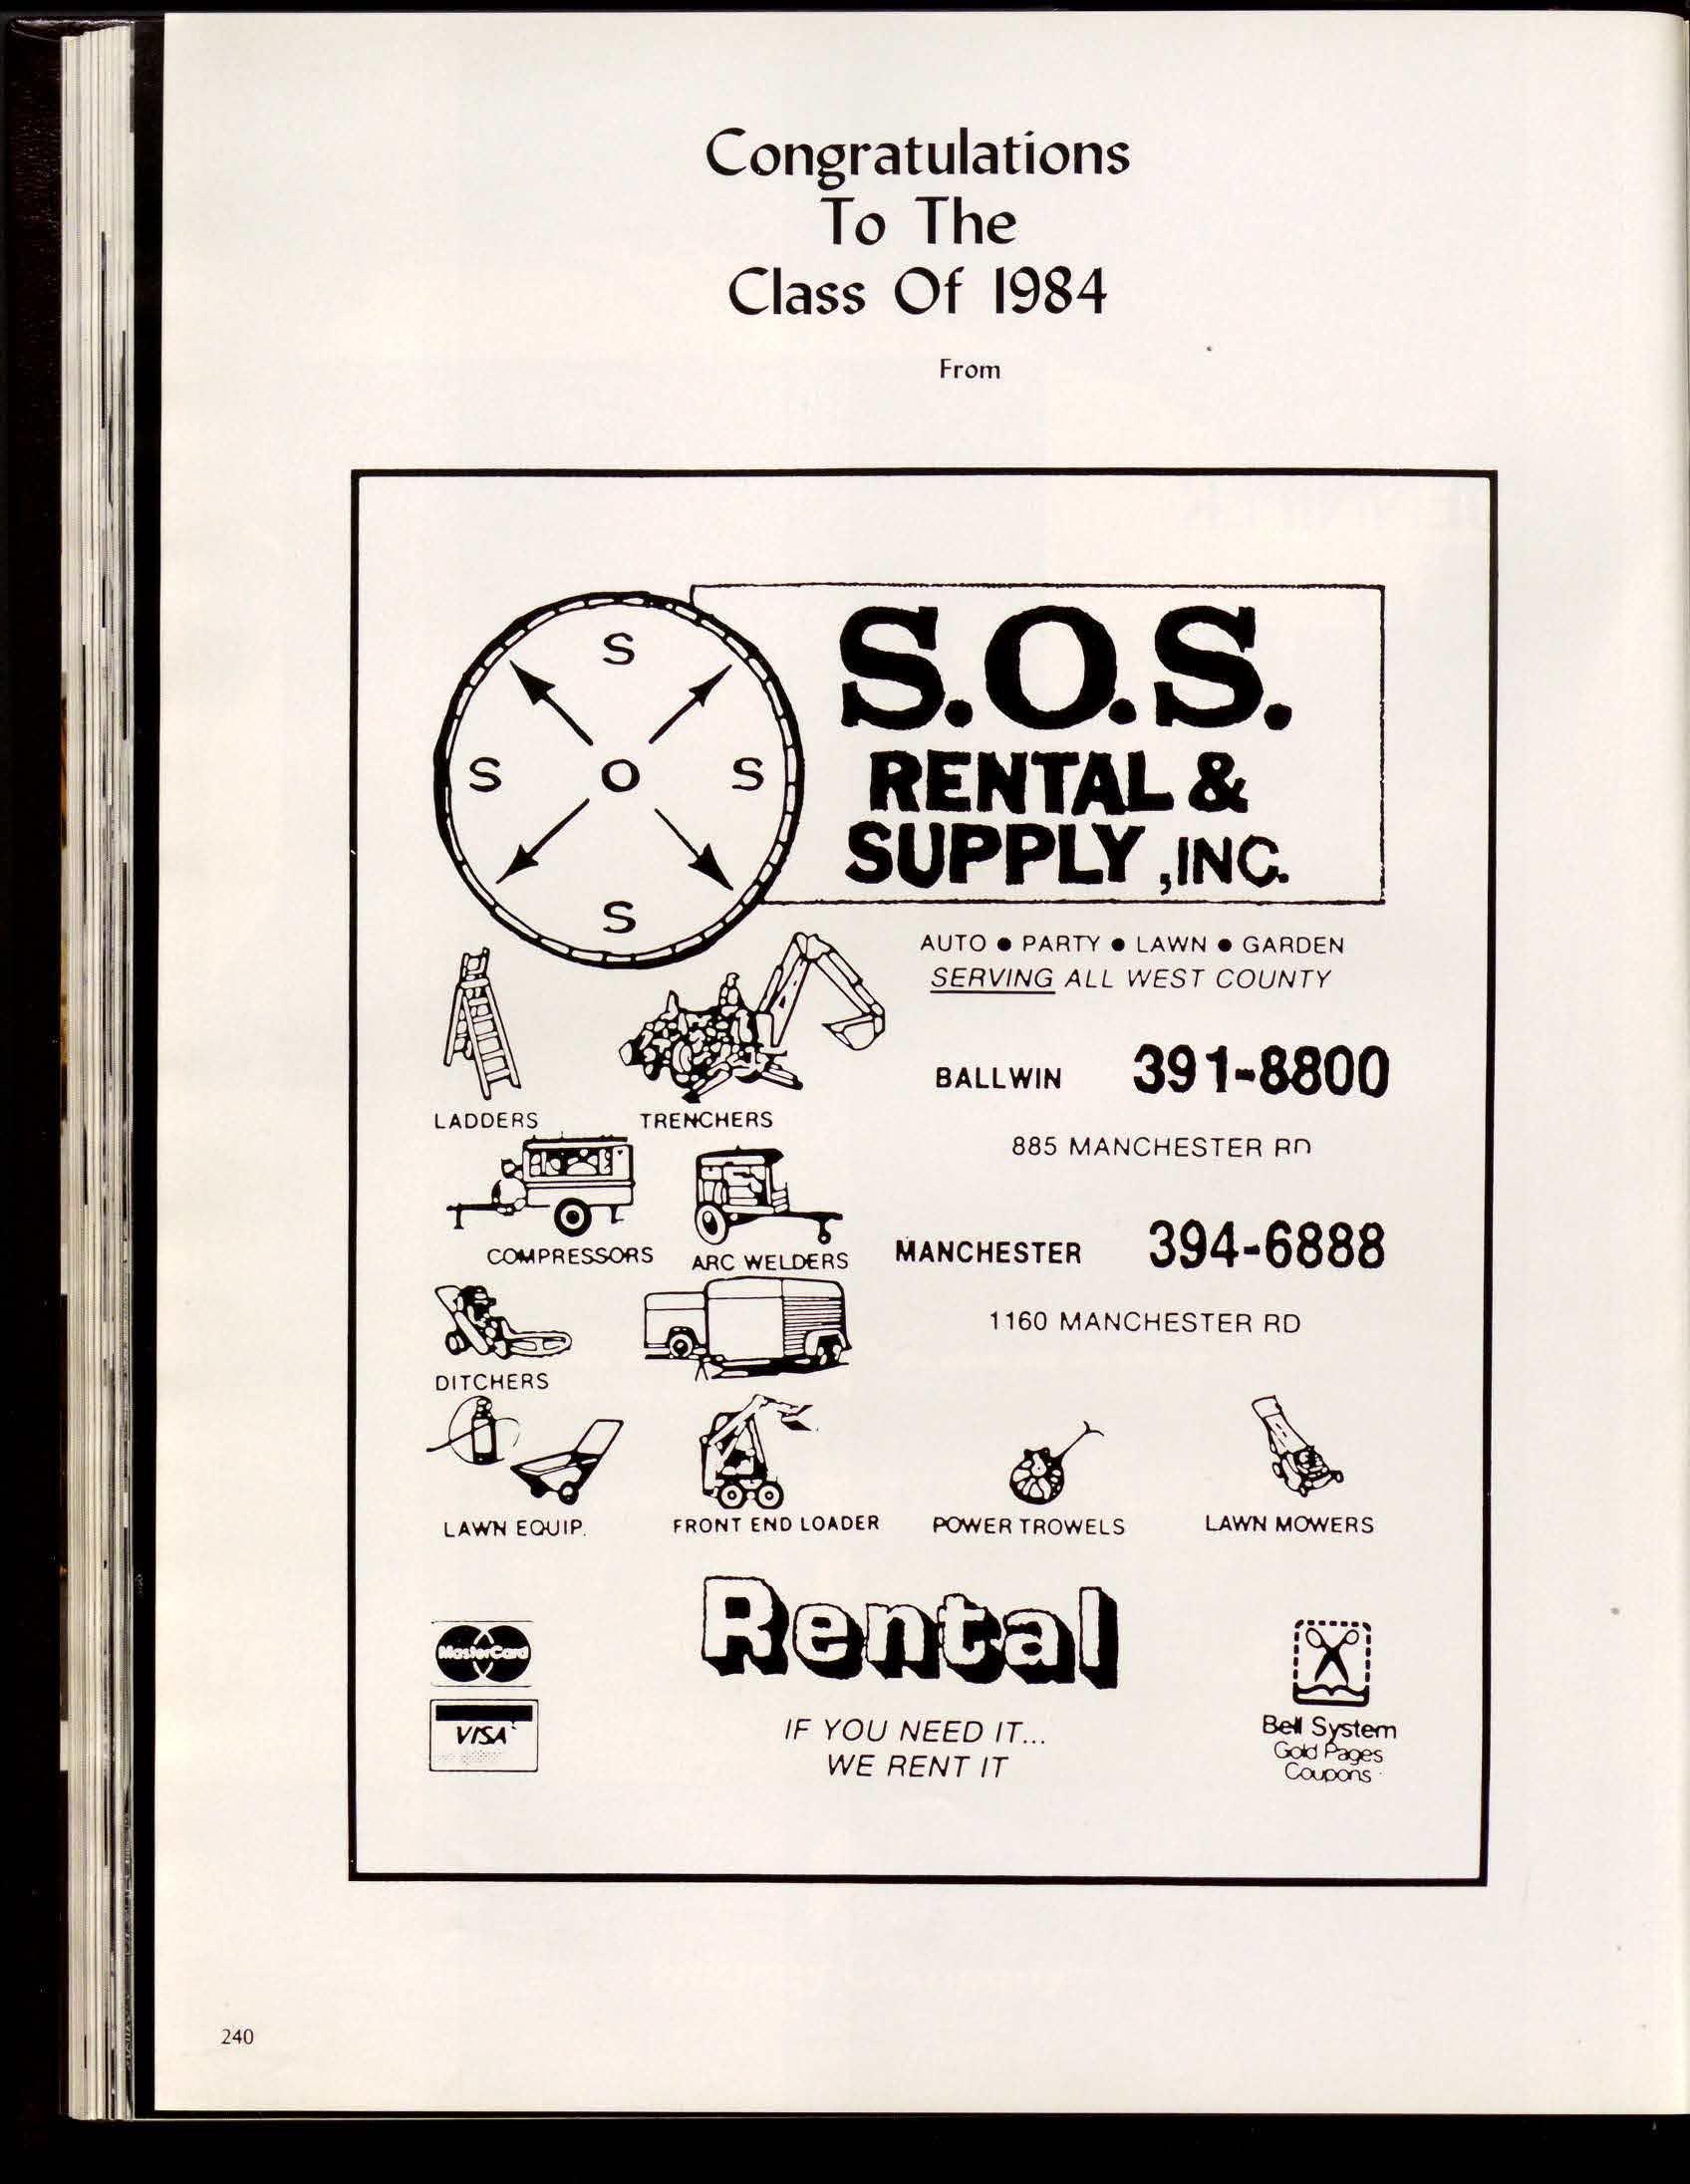 Congratulations
To The
Class Of 1984
From
S
S O S
S
S.O.S.
RENTAL &
SUPPLY, INC.
AUTO ● PARTY ● LAWN ● GARDEN
SERVING ALL WEST COUNTY
BALLWIN 391-8800
885 MANCHESTER RD
MANCHESTER 394-6888
1160 MANCHESTER RD
LADDERS TRENCHERS
COMPRESSORS ARC WELDERS
DITCHERS
LAWN EQUIP. FRONT END LOADER POWER TROWELS LAWN MOWERS
Rental
MasterCard
VISA
IF YOU NEED IT...
WE RENT IT
Bell System
Gold Pages
Coupons
240